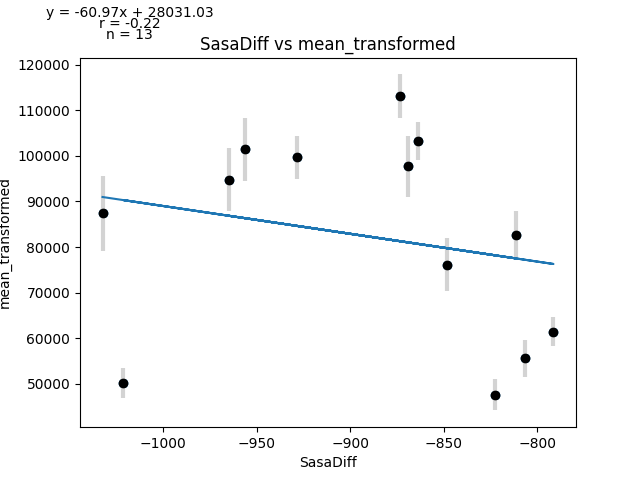 y = -60.97x + 28031.03
r = -0.22
n = 13
SasaDiff vs mean_transformed
120000
110000
100000
90000
80000
70000
60000
50000
mean_transformed
−1000
−950
−900
−850
−800
SasaDiff